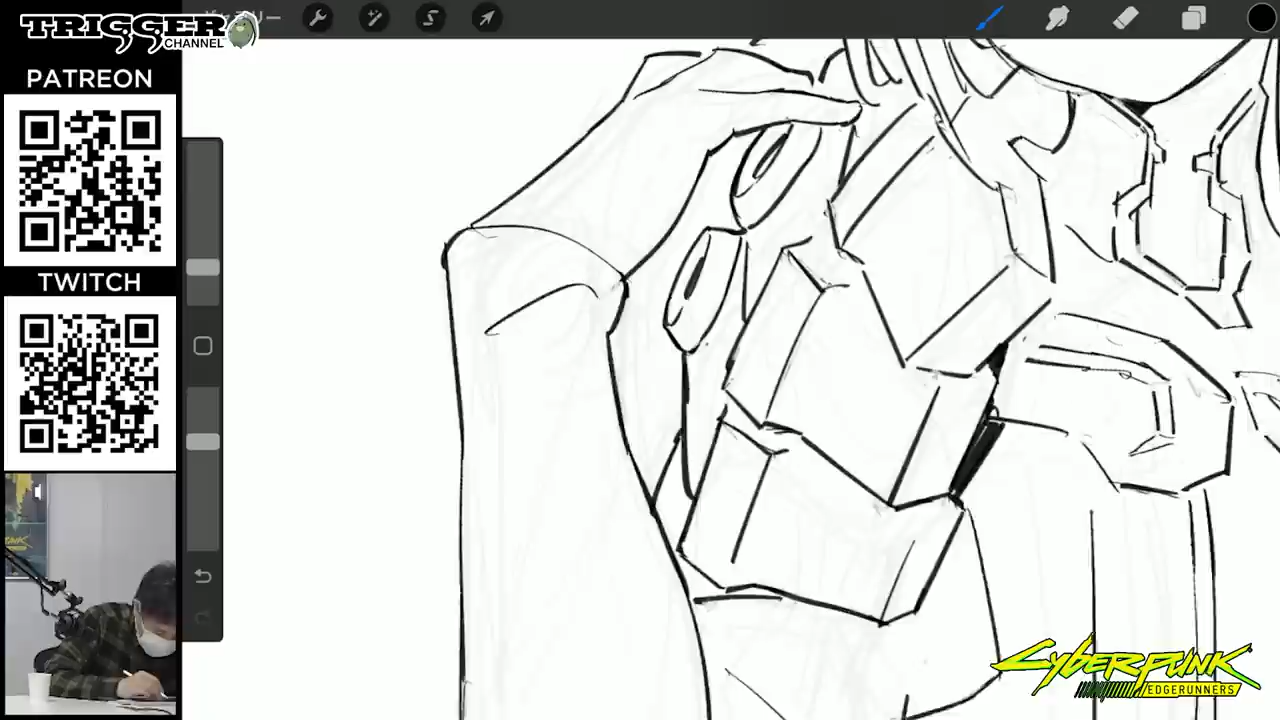 TRIGGER
CHANNEL
PATREON
TWITCH
CYBERPUNK
EDGERUNNERS